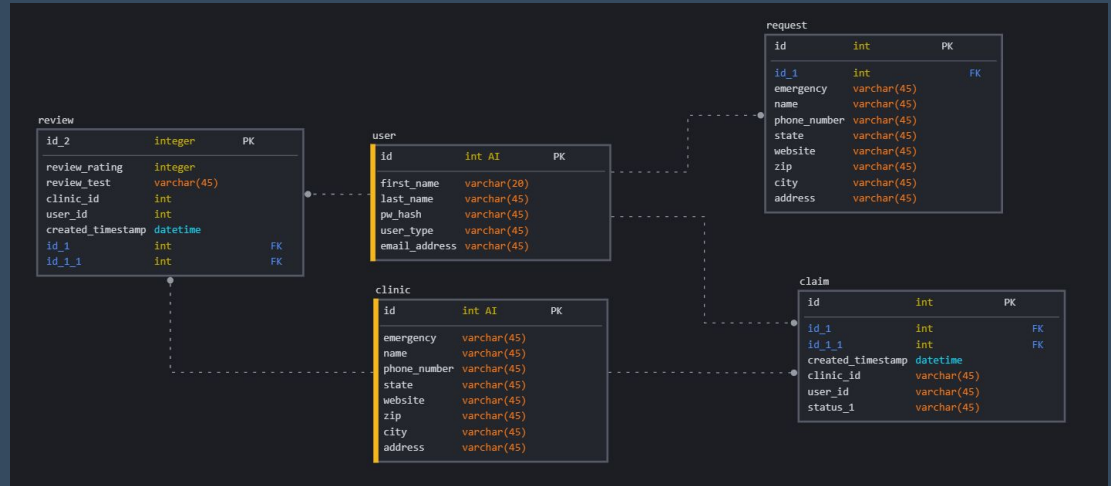 review
id_2 integer PK
review_rating integer
review_test varchar(45)
clinic_id int
user_id int
created_timestamp datetime
id_1 int FK
id_1_1 int FK
user
id int AI PK
first_name varchar(20)
last_name varchar(45)
pw_hash varchar(45)
user_type varchar(45)
email_address varchar(45)
clinic
id int AI PK
emergency varchar(45)
name varchar(45)
phone_number varchar(45)
state varchar(45)
website varchar(45)
zip varchar(45)
city varchar(45)
address varchar(45)
request
id int PK
id_1 int FK
emergency varchar(45)
name varchar(45)
phone_number varchar(45)
state varchar(45)
website varchar(45)
zip varchar(45)
city varchar(45)
address varchar(45)
claim
id int PK
id_1 int FK
id_1_1 int FK
created_timestamp datetime
clinic_id varchar(45)
user_id varchar(45)
status_1 varchar(45)